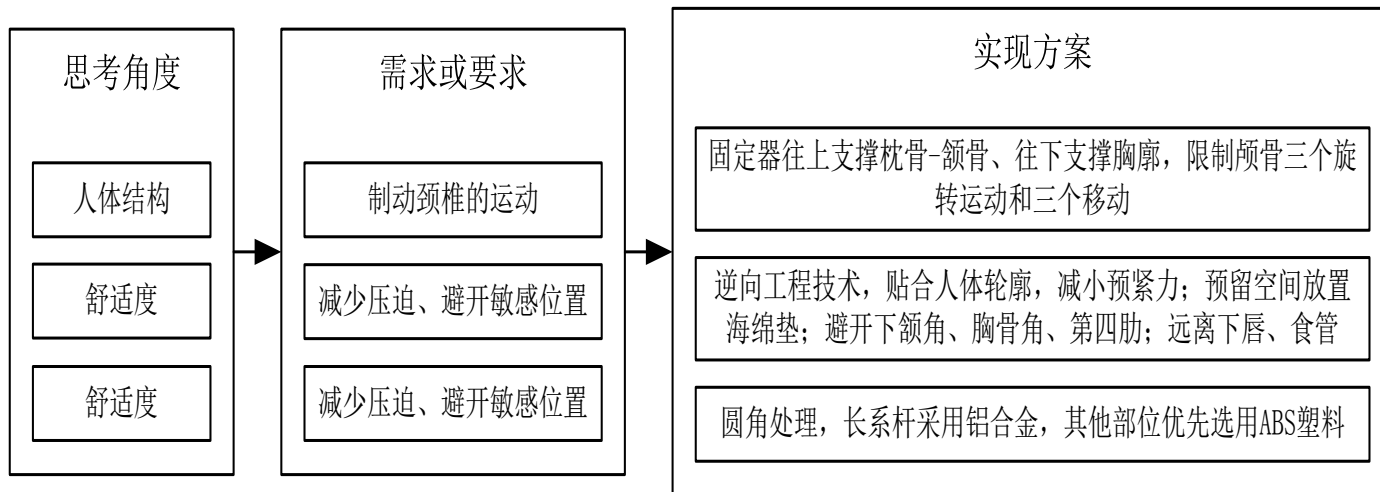 思考角度
人体结构
舒适度
舒适度
需求或要求
制动颈椎的运动
减少压迫、避开敏感位置
减少压迫、避开敏感位置
实现方案
固定器往上支撑枕骨-颌骨、往下支撑胸廓，限制颅骨三个旋
转运动和三个移动
逆向工程技术，贴合人体轮廓，减小预紧力；预留空间放置
海绵垫；避开下颌角、胸骨角、第四肋；远离下唇、食管
圆角处理，长系杆采用铝合金，其他部位优先选用ABS塑料